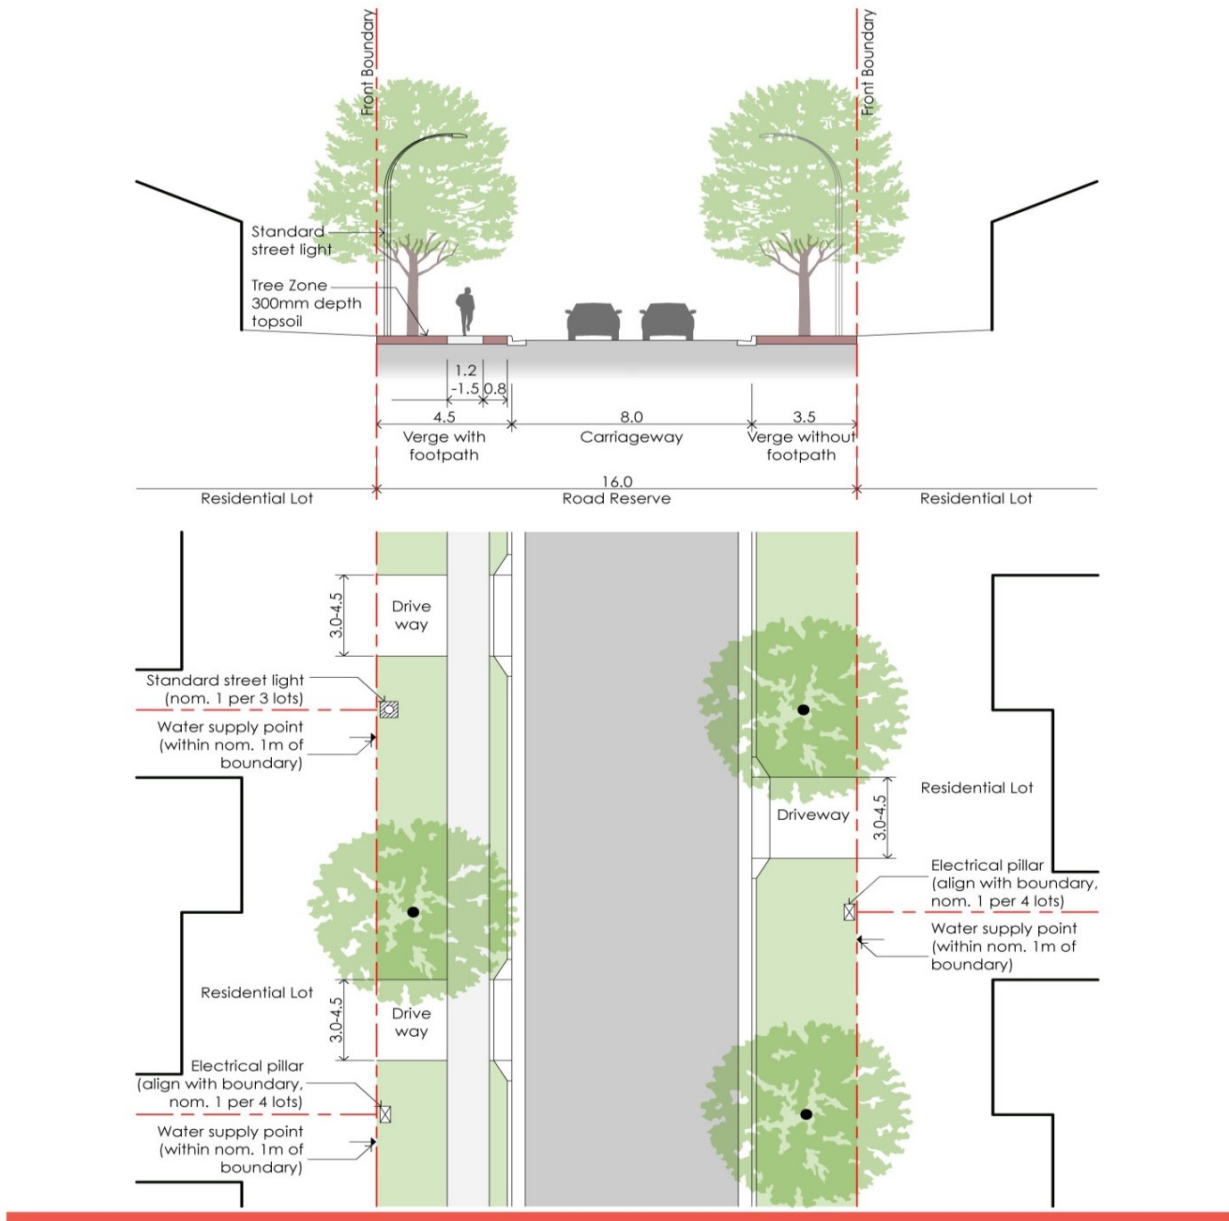 Front Boundary
Front Boundary
Standard
street light
Tree Zone
300mm depth
topsoil
1.2
-1.5
0.8
4.5
8.0
3.5
Verge with
footpath
Carriageway
Verge without
footpath
16.0
Residential Lot
Road Reserve
Residential Lot
3.0-4.5
Drive
way
Standard street light
(nom. 1 per 3 lots)
Water supply point
(within nom. 1m of
boundary)
Driveway
3.0-4.5
Residential Lot
Electrical pillar
(align with boundary,
nom. 1 per 4 lots)
Water supply point
(within nom. 1m of
boundary)
Residential Lot
3.0-4.5
Drive
way
Electrical pillar
(align with boundary,
nom. 1 per 4 lots)
Water supply point
(within nom. 1m of
boundary)